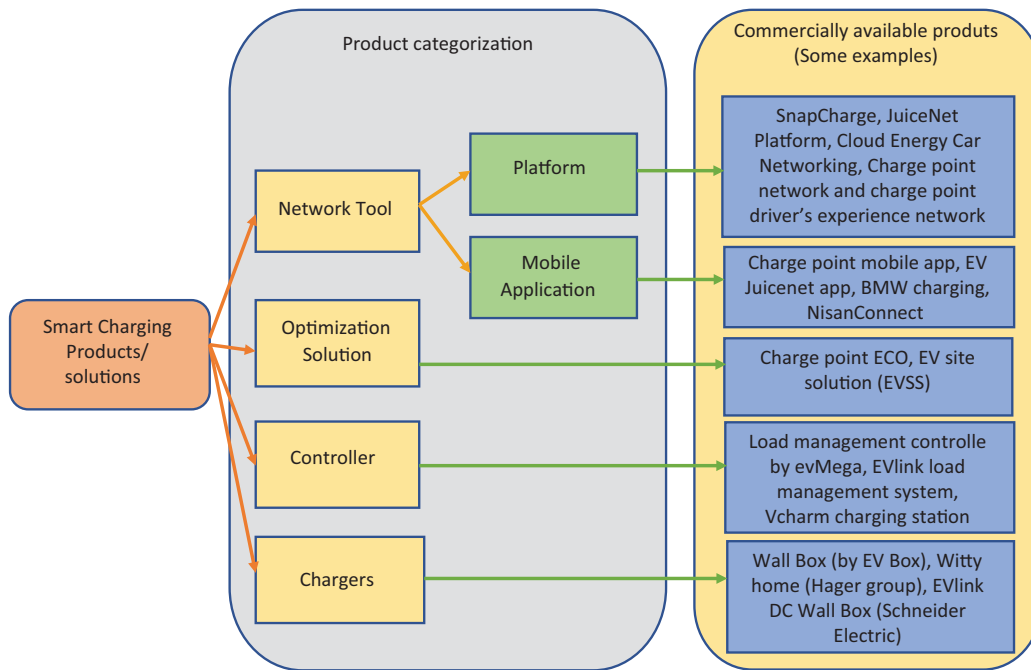 Product categorization
Commercially available produts
(Some examples)
Smart Charging
Products/
solutions
Network Tool
Platform
SnapCharge, JuiceNet
Platform, Cloud Energy Car
Networking, Charge point
network and charge point
driver’s experience network
Mobile
Application
Charge point mobile app, EV
Juicenet app, BMW charging,
NisanConnect
Optimization
Solution
Charge point ECO, EV site
solution (EVSS)
Controller
Load management controlle
by evMega, EVlink load
management system,
Vcharm charging station
Chargers
Wall Box (by EV Box), Witty
home (Hager group), EVlink
DC Wall Box (Schneider
Electric)